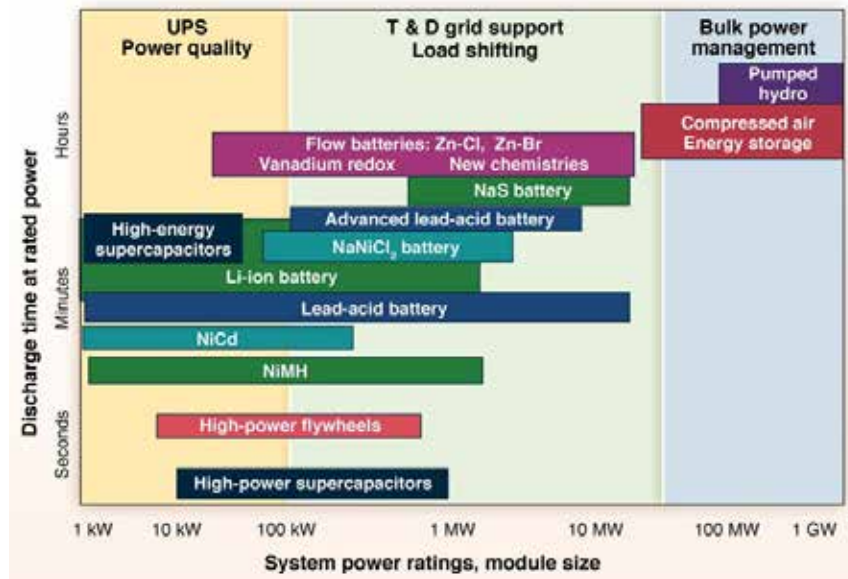 UPS
Power quality
T & D grid support
Load shifting
Bulk power
management
Pumped
hydro
Compressed air
Energy storage
Flow batteries: Zn-Cl, Zn-Br
Vanadium redox New chemistries
NaS battery
Advanced lead-acid battery
High-energy
supercapacitors
NaNiCl₂ battery
Li-ion battery
Lead-acid battery
NiCd
NiMH
High-power flywheels
High-power supercapacitors
Discharge time at rated power
Hours
Minutes
Seconds
1 kW 10 kW 100 kW 1 MW 10 MW 100 MW 1 GW
System power ratings, module size